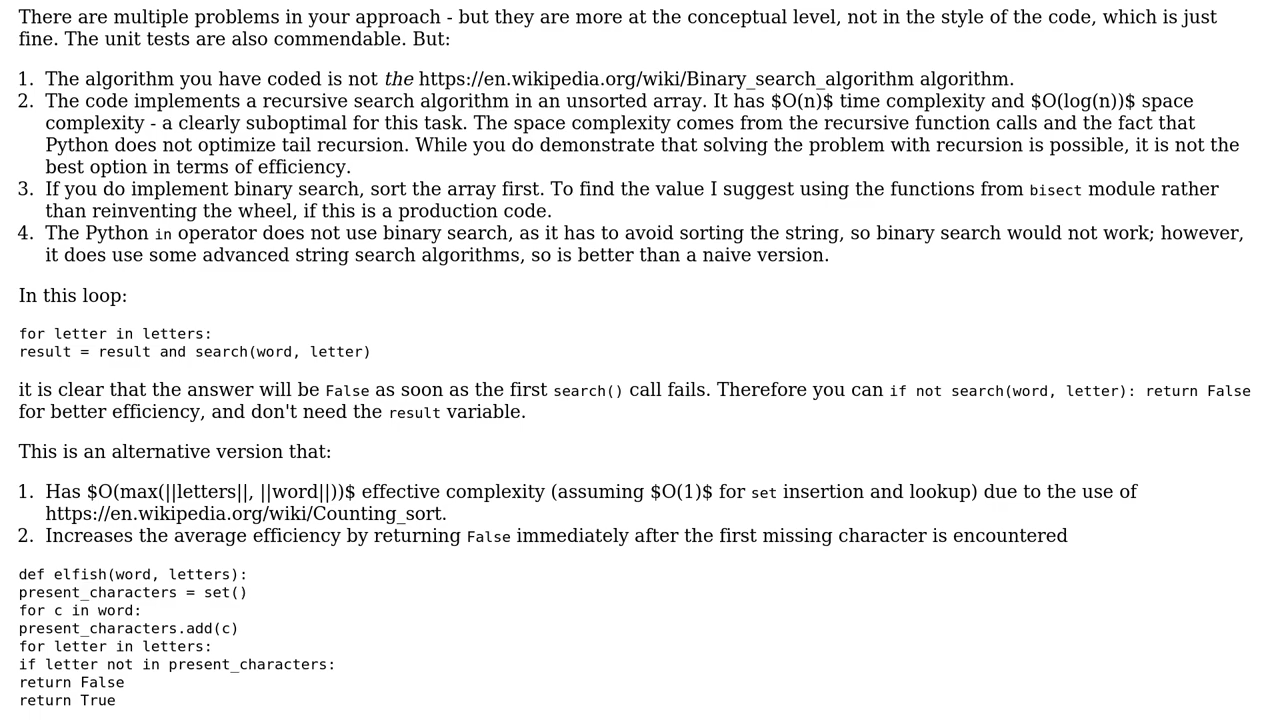 There are multiple problems in your approach - but they are more at the conceptual level, not in the style of the code, which is just
fine. The unit tests are also commendable. But:
1. The algorithm you have coded is not the https://en.wikipedia.org/wiki/Binary_search_algorithm algorithm.
2. The code implements a recursive search algorithm in an unsorted array. It has $O(n)$ time complexity and $O(log(n))$ space
complexity - a clearly suboptimal for this task. The space complexity comes from the recursive function calls and the fact that
Python does not optimize tail recursion. While you do demonstrate that solving the problem with recursion is possible, it is not the
best option in terms of efficiency.
3. If you do implement binary search, sort the array first. To find the value I suggest using the functions from bisect module rather
than reinventing the wheel, if this is a production code.
4. The Python in operator does not use binary search, as it has to avoid sorting the string, so binary search would not work; however,
it does use some advanced string search algorithms, so is better than a naive version.
In this loop:
for letter in letters:
result = result and search(word, letter)
it is clear that the answer will be False as soon as the first search() call fails. Therefore you can if not search(word, letter): return False
for better efficiency, and don't need the result variable.
This is an alternative version that:
1. Has $O(max(||letters||, ||word||))$ effective complexity (assuming $O(1)$ for set insertion and lookup) due to the use of
https://en.wikipedia.org/wiki/Counting_sort.
2. Increases the average efficiency by returning False immediately after the first missing character is encountered
def elfish(word, letters):
present_characters = set()
for c in word:
present_characters.add(c)
for letter in letters:
if letter not in present_characters:
return False
return True